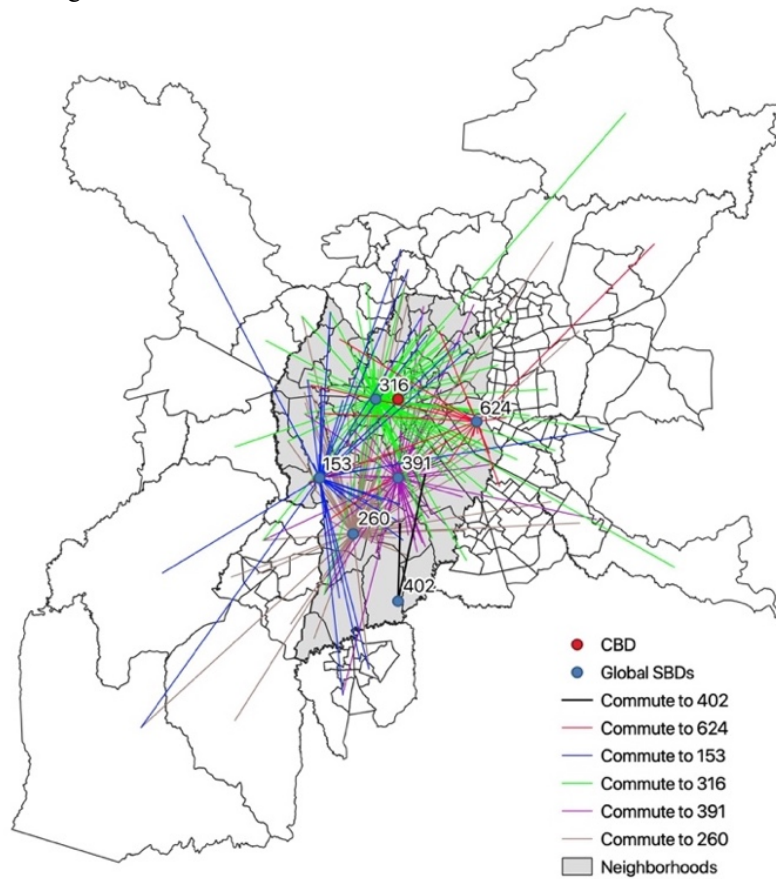 316
624
153
391
260
402
CBD
Global SBDs
Commute to 402
Commute to 624
Commute to 153
Commute to 316
Commute to 391
Commute to 260
Neighborhoods